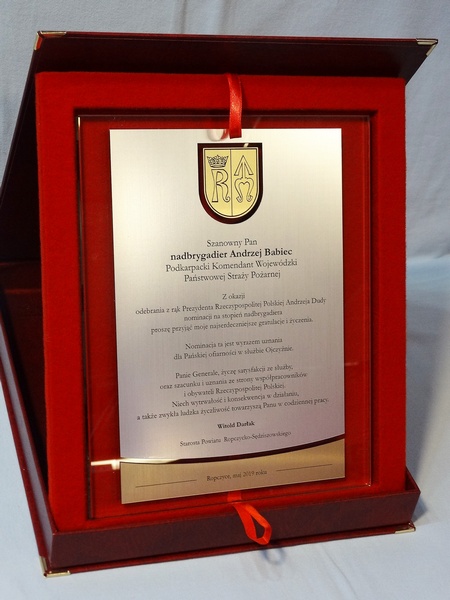 R
Szanowny Pan
nadbrygadier Andrzej Babiec
Podkarpacki Komendant Wojewódzki
Państwowej Straży Pożarnej
Z okazji
odebrania z rąk Prezydenta Rzeczypospolitej Polskiej Andrzeja Dudy
nominacji na stopień nadbrygadiera
proszę przyjąć moje najserdeczniejsze gratulacje i życzenia.
Nominacja ta jest wyrazem uznania
dla Pańskiej ofiarności w służbie Ojczyźnie.
Panie Generale, życzę satysfakcji ze służby,
oraz szacunku i uznania ze strony współpracowników
i obywateli Rzeczypospolitej Polskiej.
Niech wytrwałość i konsekwencja w działaniu,
a także zwykła ludzka życzliwość towarzyszą Panu w codziennej pracy.
Witold Darłak
Starosta Powiatu Ropczycko-Sędziszowskiego
Ropczyce, maj 2019 roku